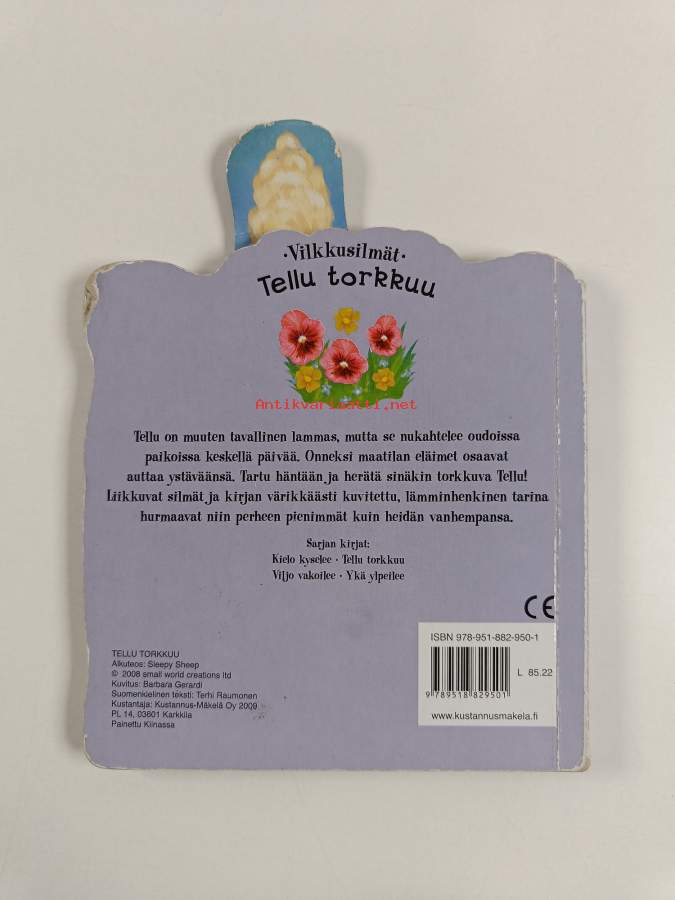 ·Vilkkusilmät·
Tellu torkkuu
Antikvariaatti.net
Tellu on muuten tavallinen lammas, mutta se nukahtelee oudoissa
paikoissa keskellä päivää. Onneksi maatilan eläimet osaavat
auttaa ystäväänsä. Tartu häntään ja herätä sinäkin torkkuva Tellu!
Liikkuvat silmät ja kirjan värikkäästi kuvitettu, lämminhenkinen tarina
hurmaavat niin perheen pienimmät kuin heidän vanhempansa.
Sarjan kirjat:
Kielo kyselee · Tellu torkkuu
Viljo vakoilee · Ykä ylpeilee
CE
ISBN 978-951-882-950-1
L 85.22
9 789518 829501
www.kustannusmakela.fi
TELLU TORKKUU
Alkuteos: Sleepy Sheep
© 2008 small world creations ltd
Kuvitus: Barbara Gerardi
Suomenkielinen teksti: Terhi Raumonen
Kustantaja: Kustannus-Mäkelä Oy 2009
PL 14, 03601 Karkkila
Painettu Kiinassa